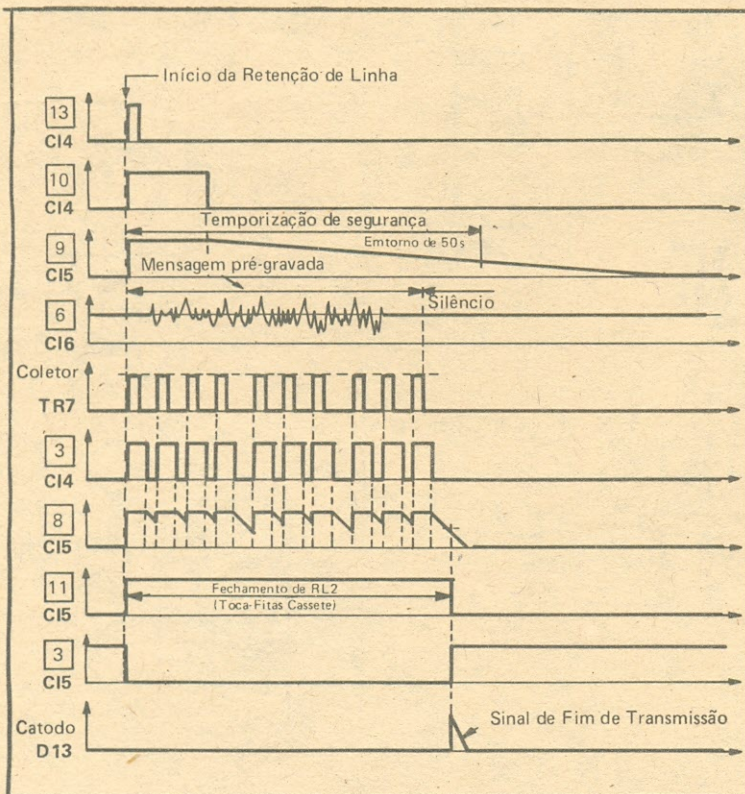 Início da Retenção de Linha
13
CI4
10
CI4
Temporização de segurança
Emtorno de 50s
9
CI5
Mensagem pré-gravada
Silêncio
6
CI6
Coletor
TR7
3
CI4
8
CI5
11
CI5
Fechamento de RL2
(Toca-Fitas Cassete)
3
CI5
Catodo
D13
Sinal de Fim de Transmissão